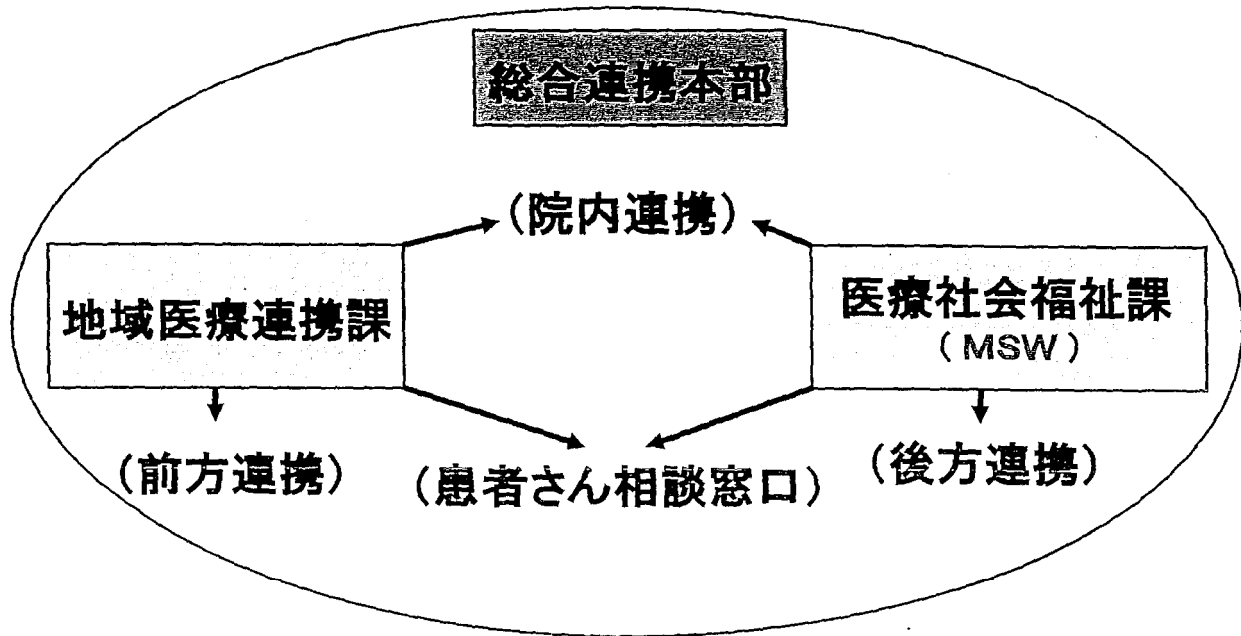 総合連携本部
(院内連携)
地域医療連携課
医療社会福祉課
(MSW)
(前方連携)
(患者さん相談窓口)
(後方連携)